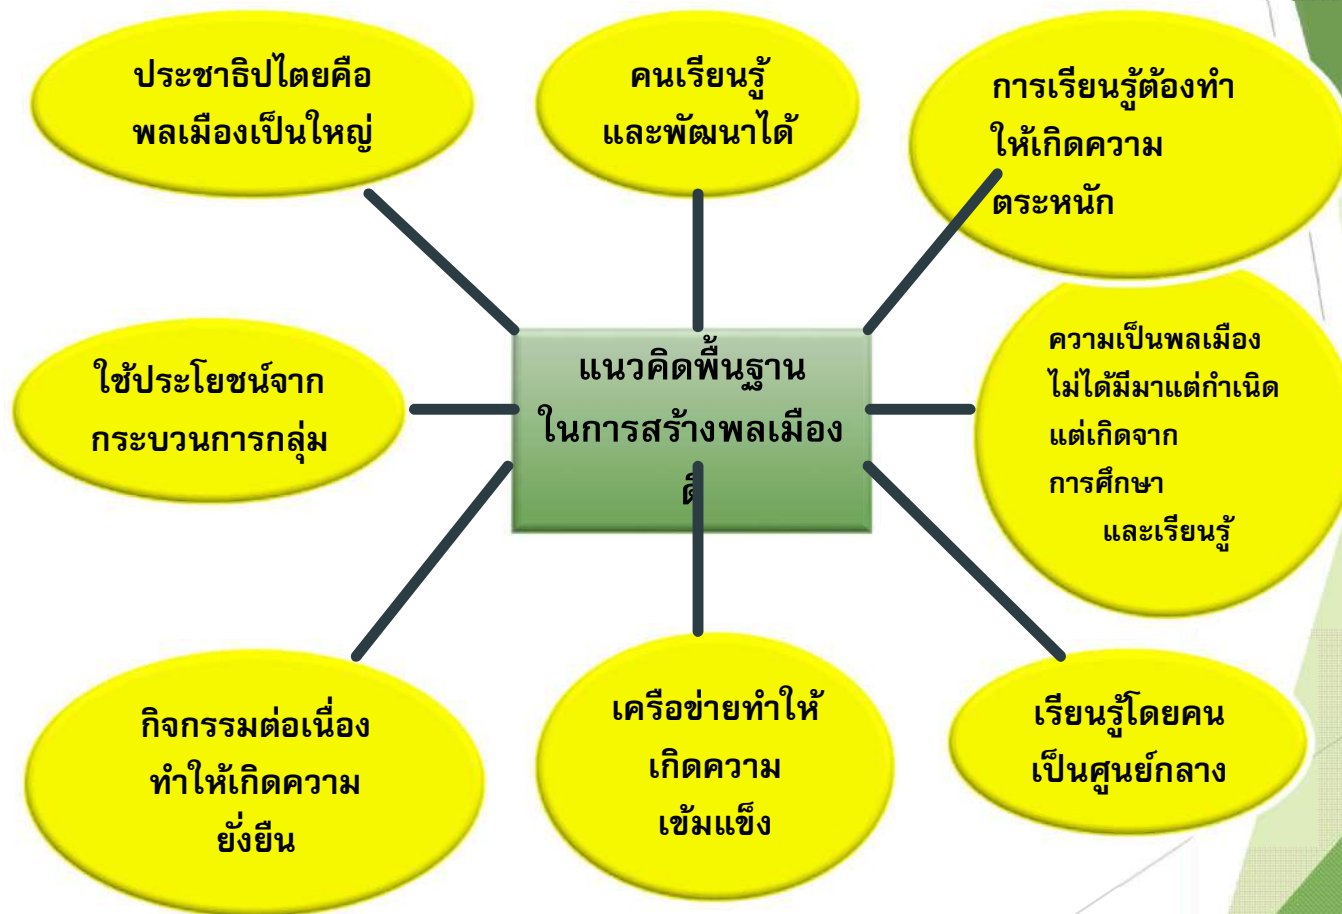 ประชาธิปไตยคือ
พลเมืองเป็นใหญ่
คนเรียนรู้
และพัฒนาได้
การเรียนรู้ต้องทำ
ให้เกิดความ
ตระหนัก
ใช้ประโยชน์จาก
กระบวนการกลุ่ม
แนวคิดพื้นฐาน
ในการสร้างพลเมือง
ดี
ความเป็นพลเมือง
ไม่ได้มีมาแต่กำเนิด
แต่เกิดจาก
การศึกษา
และเรียนรู้
กิจกรรมต่อเนื่อง
ทำให้เกิดความ
ยั่งยืน
เครือข่ายทำให้
เกิดความ
เข้มแข็ง
เรียนรู้โดยคน
เป็นศูนย์กลาง